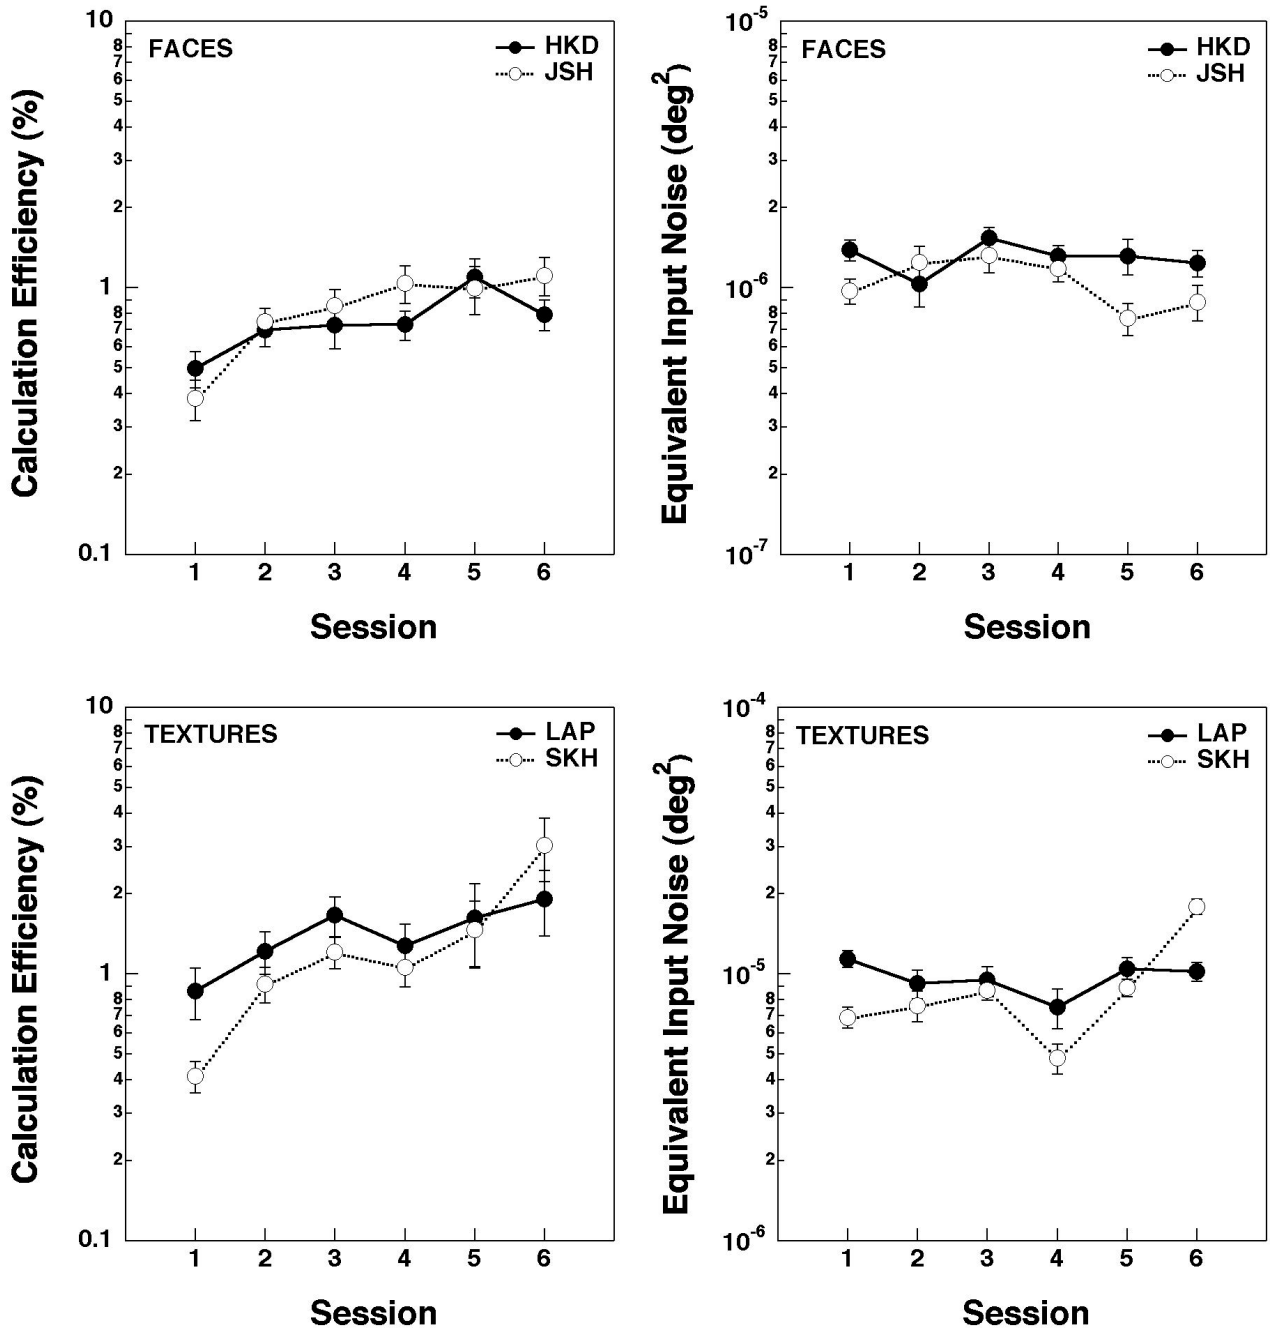 10
8
7
6
5
4
3
2
1
8
7
6
5
4
3
2
0.1
FACES
HKD
JSH
Calculation Efficiency (%)
1 2 3 4 5 6
Session
10-5
8
7
6
5
4
3
2
10-6
8
7
6
5
4
3
2
10-7
FACES
HKD
JSH
Equivalent Input Noise (deg2)
1 2 3 4 5 6
Session
10
8
7
6
5
4
3
2
1
8
7
6
5
4
3
2
0.1
TEXTURES
LAP
SKH
Calculation Efficiency (%)
1 2 3 4 5 6
Session
10-4
8
7
6
5
4
3
2
10-5
8
7
6
5
4
3
2
10-6
TEXTURES
LAP
SKH
Equivalent Input Noise (deg2)
1 2 3 4 5 6
Session